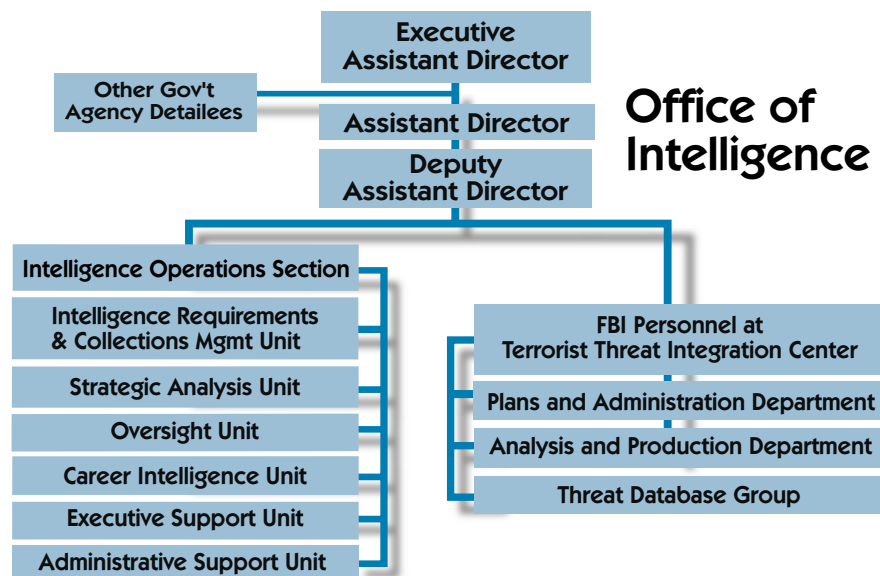 Executive
Assistant Director
Other Gov't
Agency Detailees
Assistant Director
Office of
Intelligence
Deputy
Assistant Director
Intelligence Operations Section
Intelligence Requirements
& Collections Mgmt Unit
Strategic Analysis Unit
Oversight Unit
Career Intelligence Unit
Executive Support Unit
Administrative Support Unit
FBI Personnel at
Terrorist Threat Integration Center
Plans and Administration Department
Analysis and Production Department
Threat Database Group